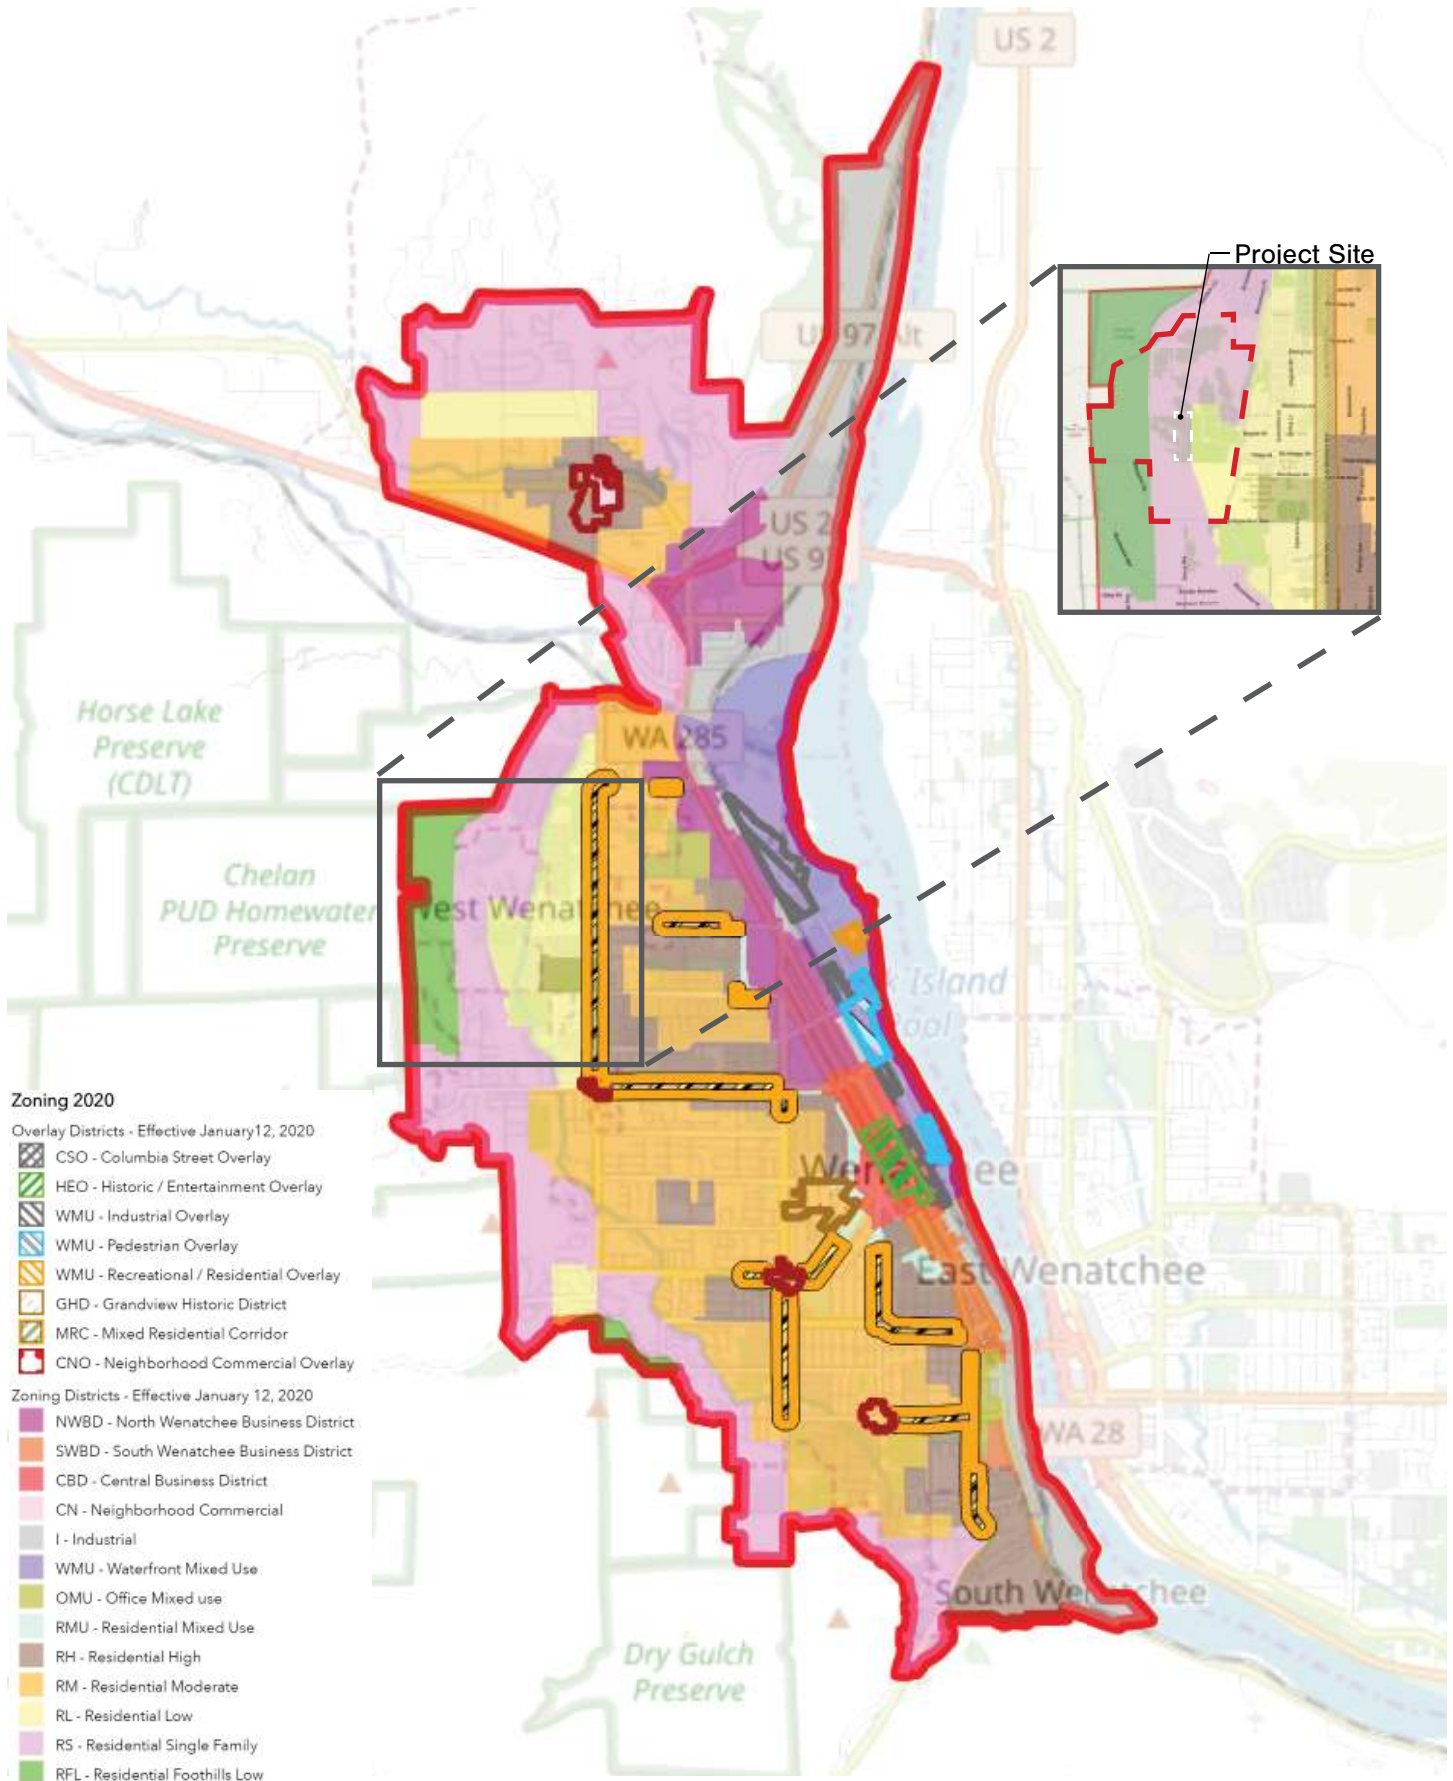 US 2
Project Site
US 97 Alt
US 2
US 9
Horse Lake
Preserve
(CDLT)
WA 285
Chelan
PUD Homewater
Preserve
West Wenatchee
Island
Wenatchee
East Wenatchee
WA 28
South Wenatchee
Dry Gulch
Preserve
Zoning 2020
Overlay Districts - Effective January12, 2020
CSO - Columbia Street Overlay
HEO - Historic / Entertainment Overlay
WMU - Industrial Overlay
WMU - Pedestrian Overlay
WMU - Recreational / Residential Overlay
GHD - Grandview Historic District
MRC - Mixed Residential Corridor
CNO - Neighborhood Commercial Overlay
Zoning Districts - Effective January 12, 2020
NWBD - North Wenatchee Business District
SWBD - South Wenatchee Business District
CBD - Central Business District
CN - Neighborhood Commercial
I - Industrial
WMU - Waterfront Mixed Use
OMU - Office Mixed use
RMU - Residential Mixed Use
RH - Residential High
RM - Residential Moderate
RL - Residential Low
RS - Residential Single Family
RFL - Residential Foothills Low